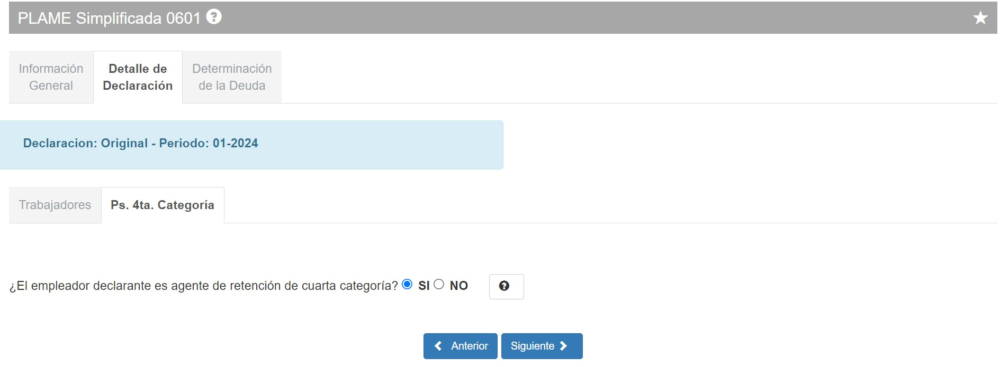 PLAME Simplificada 0601 ?
Información General
Detalle de Declaración
Determinación de la Deuda
Declaracion: Original - Periodo: 01-2024
Trabajadores
Ps. 4ta. Categoría
¿El empleador declarante es agente de retención de cuarta categoría? SI NO ?
Anterior
Siguiente